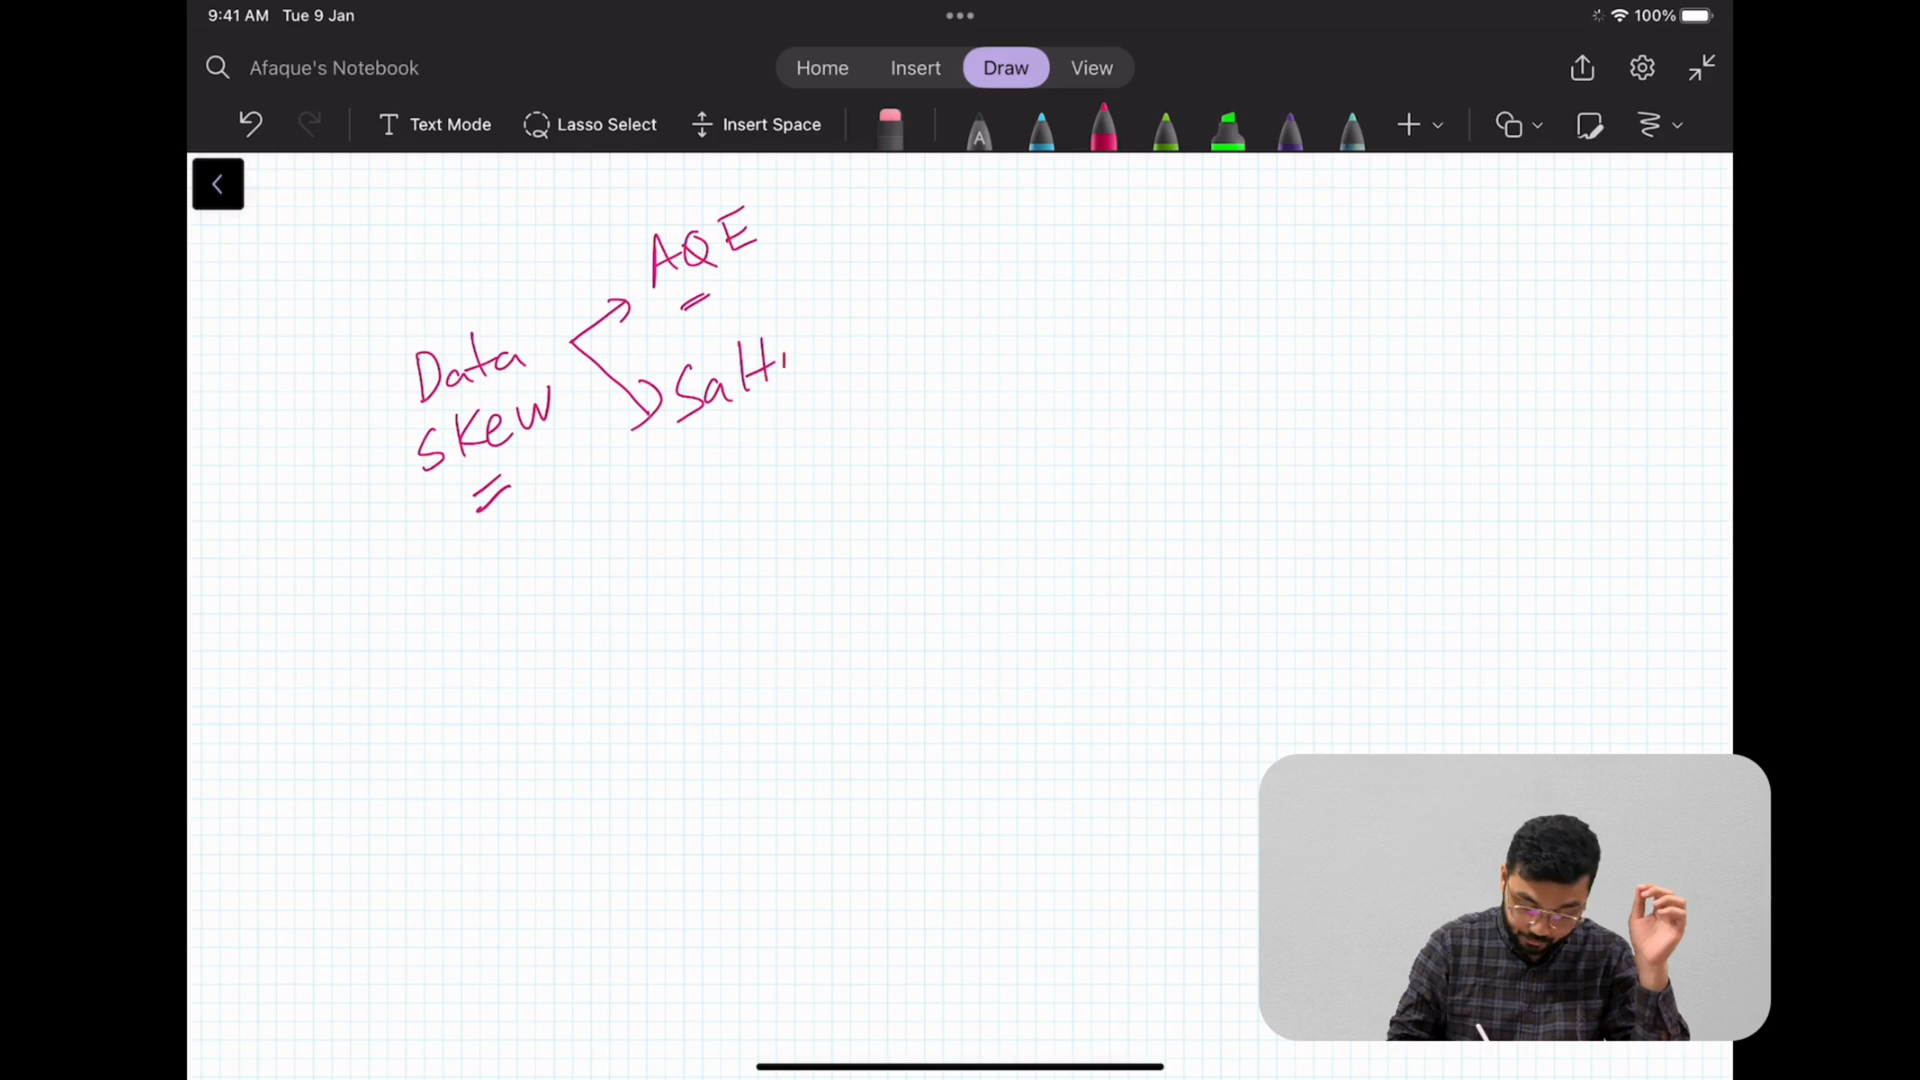 9:41 AM Tue 9 Jan
100%
Afaque's Notebook
Home Insert Draw View
Text Mode Lasso Select Insert Space
A
AQE
Data
skew
Salti